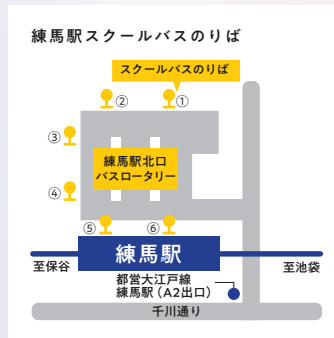 練馬駅スクールバスのりば
スクールバスのりば
②
①
③
練馬駅北口
バスロータリー
④
⑤
⑥
練馬駅
至保谷
至池袋
都営大江戸線
練馬駅（A2出口）
千川通り